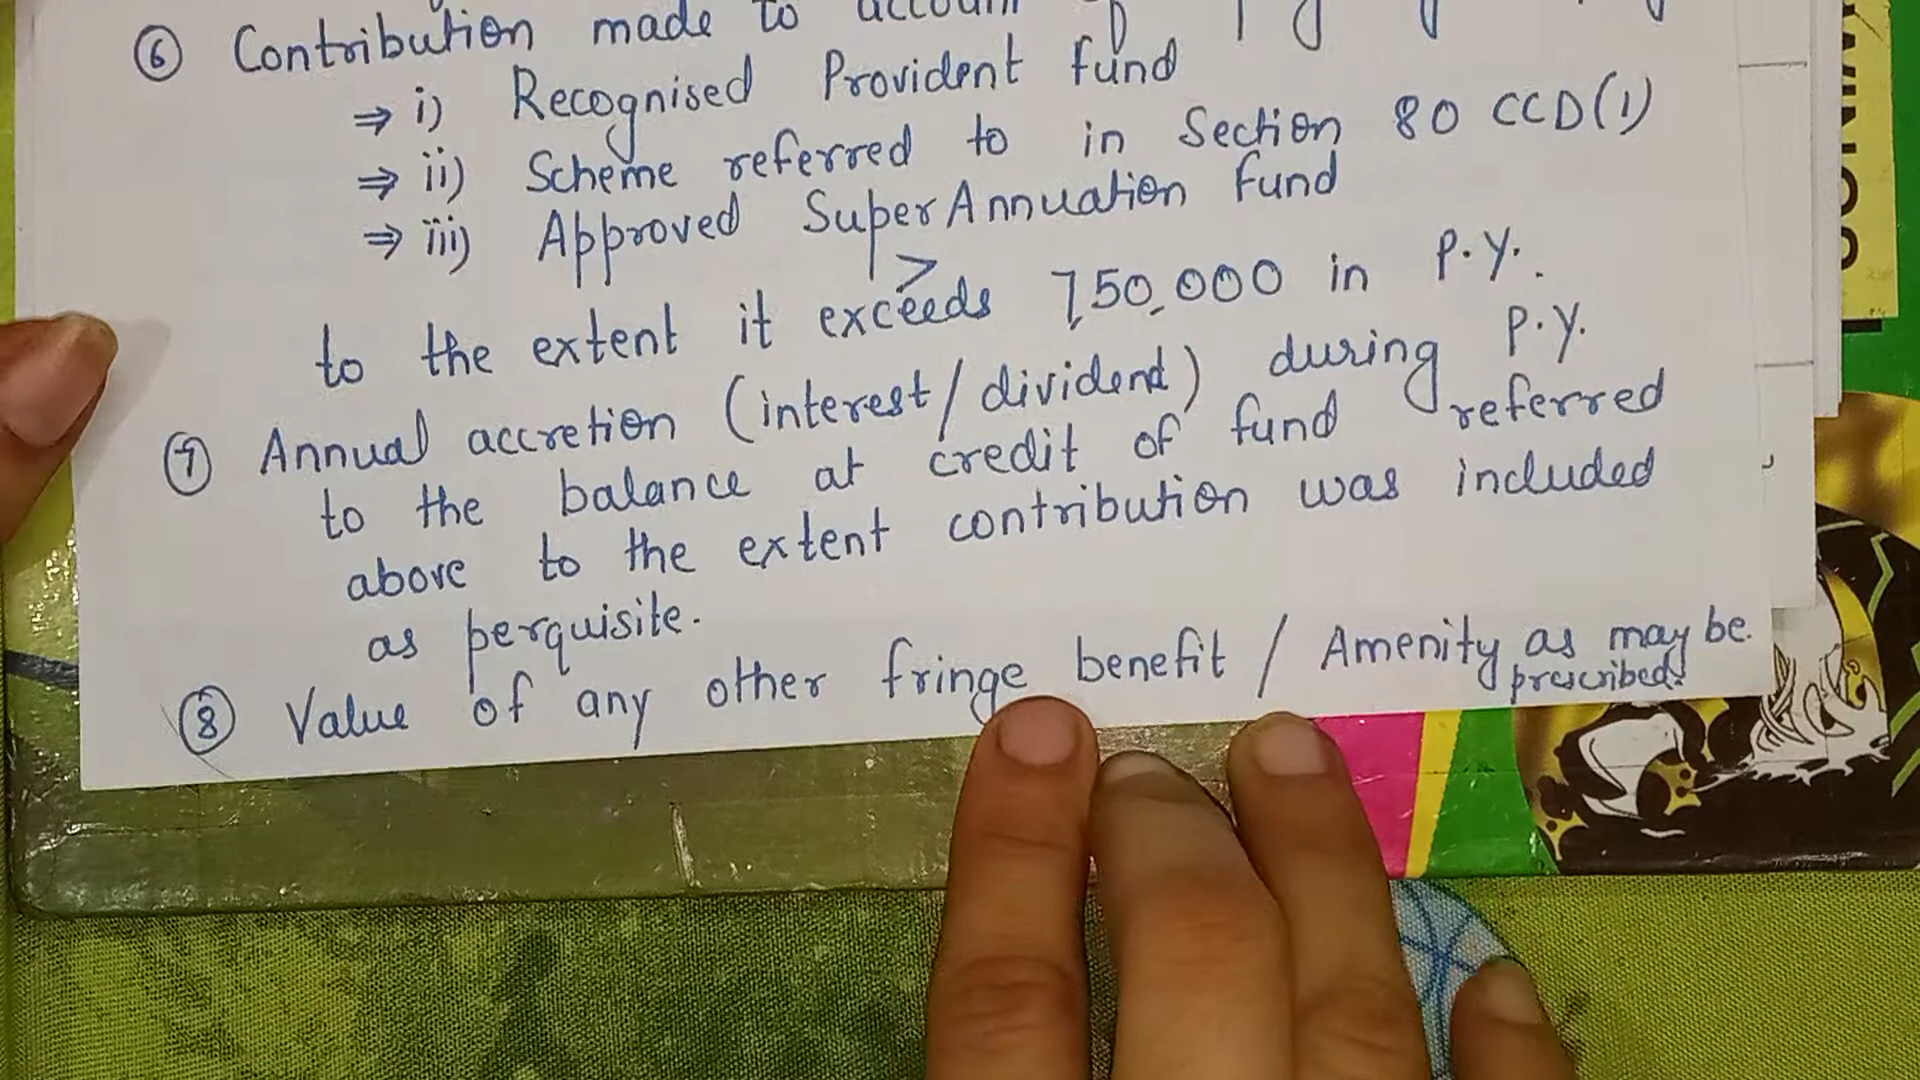 ⑥ Contribution made to account
⇒ i) Recognised Provident fund
⇒ ii) Scheme referred to in Section 80 CCD(1)
⇒ iii) Approved SuperAnnuation Fund
>
to the extent it exceeds 7,50,000 in P.Y.
⑦ Annual accretion (interest/dividend) during P.Y.
to the balance at credit of fund referred
above to the extent contribution was included
as perquisite.
⑧ Value of any other fringe benefit / Amenity as may be
prescribed.